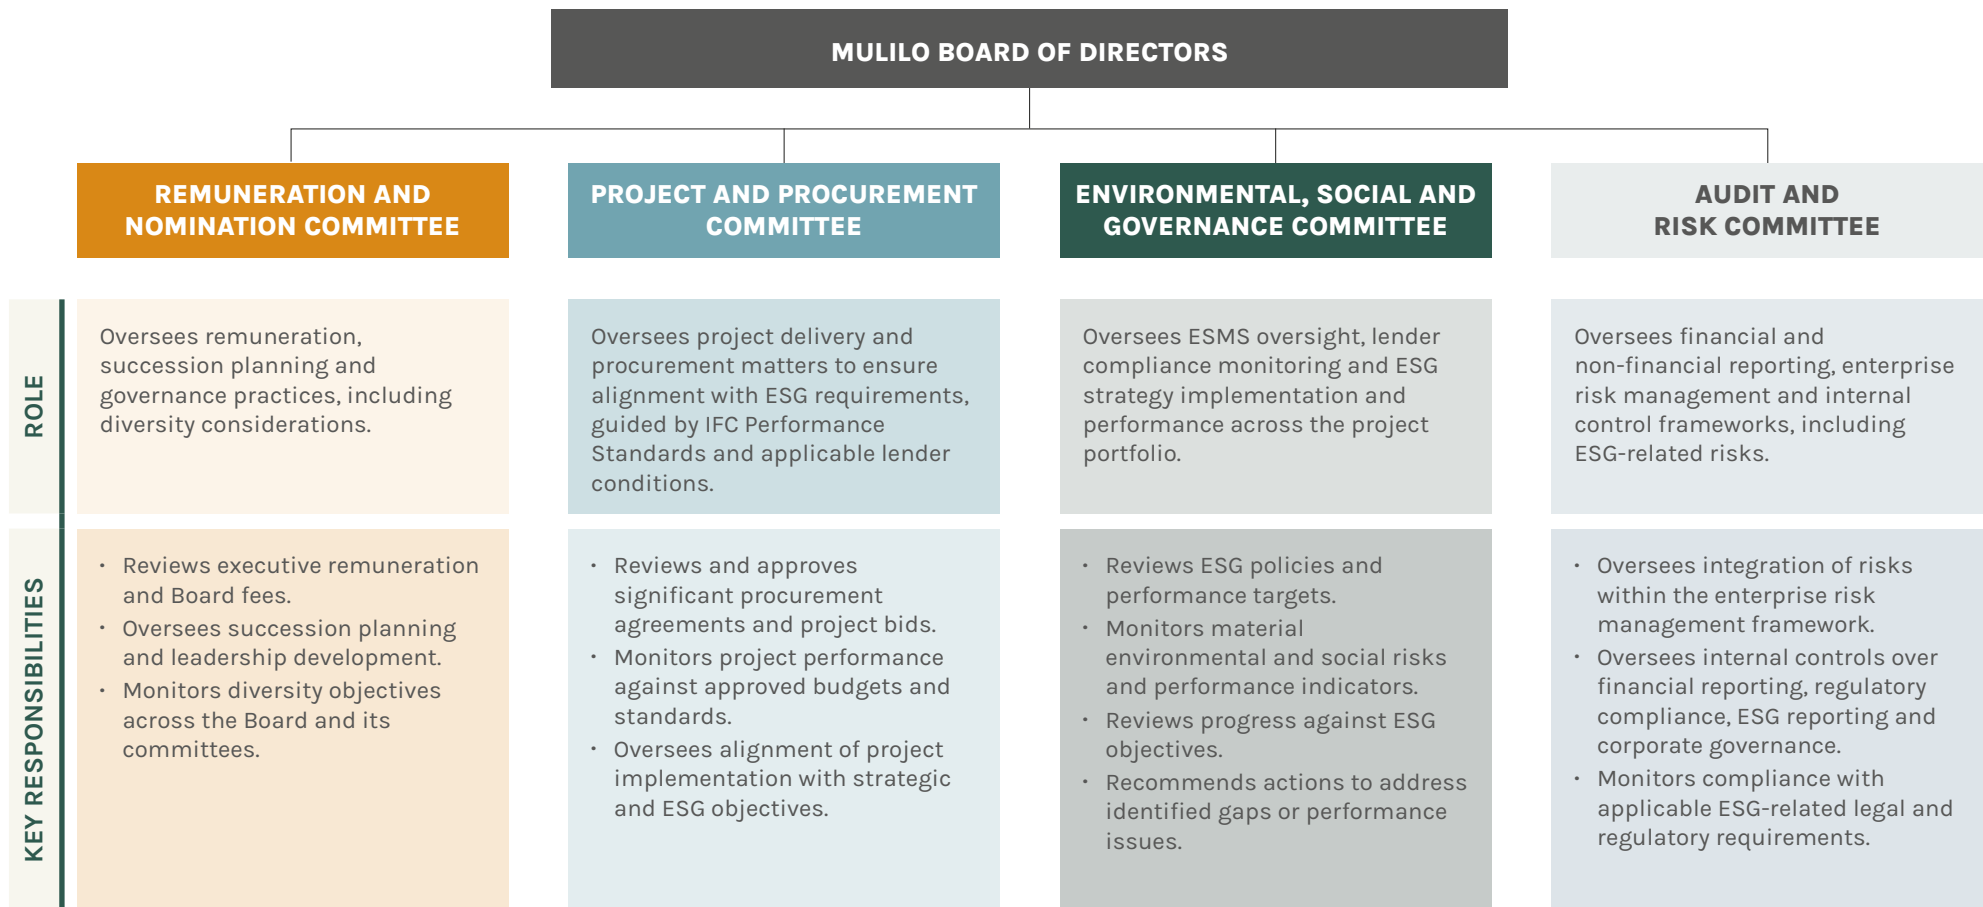 MULILO BOARD OF DIRECTORS
REMUNERATION AND
NOMINATION COMMITTEE
PROJECT AND PROCUREMENT
COMMITTEE
ENVIRONMENTAL, SOCIAL AND
GOVERNANCE COMMITTEE
AUDIT AND
RISK COMMITTEE
ROLE
Oversees remuneration,
succession planning and
governance practices, including
diversity considerations.
Oversees project delivery and
procurement matters to ensure
alignment with ESG requirements,
guided by IFC Performance
Standards and applicable lender
conditions.
Oversees ESMS oversight, lender
compliance monitoring and ESG
strategy implementation and
performance across the project
portfolio.
Oversees financial and
non-financial reporting, enterprise
risk management and internal
control frameworks, including
ESG-related risks.
KEY RESPONSIBILITIES
• Reviews executive remuneration
and Board fees.
• Oversees succession planning
and leadership development.
• Monitors diversity objectives
across the Board and its
committees.
• Reviews and approves
significant procurement
agreements and project bids.
• Monitors project performance
against approved budgets and
standards.
• Oversees alignment of project
implementation with strategic
and ESG objectives.
• Reviews ESG policies and
performance targets.
• Monitors material
environmental and social risks
and performance indicators.
• Reviews progress against ESG
objectives.
• Recommends actions to address
identified gaps or performance
issues.
• Oversees integration of risks
within the enterprise risk
management framework.
• Oversees internal controls over
financial reporting, regulatory
compliance, ESG reporting and
corporate governance.
• Monitors compliance with
applicable ESG-related legal and
regulatory requirements.